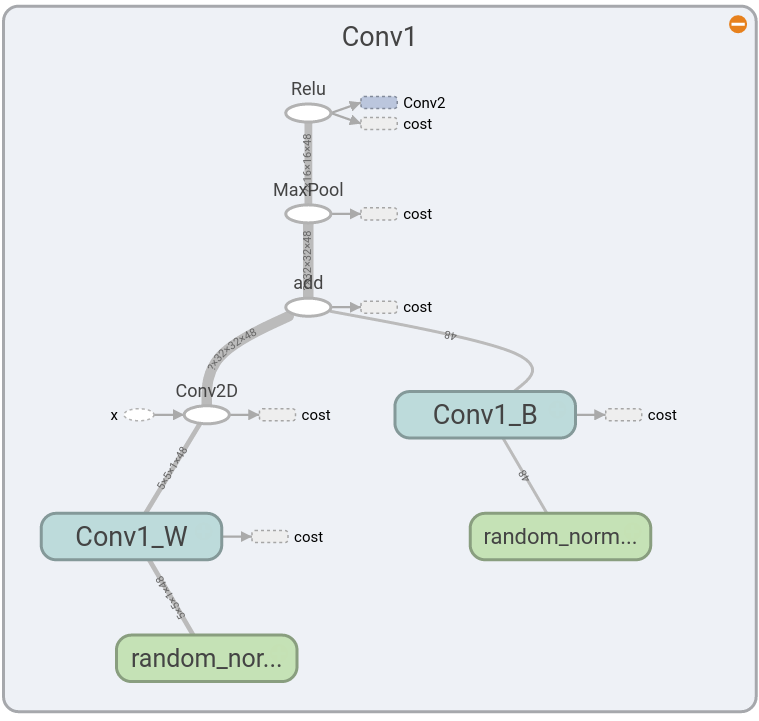 Conv1
Relu
Conv2
cost
16×16×48
MaxPool
cost
32×32×48
add
cost
?×32×32×48
48
Conv2D
x
cost
Conv1_B
cost
5×5×1×48
48
Conv1_W
cost
random_norm...
5×5×1×48
random_nor...